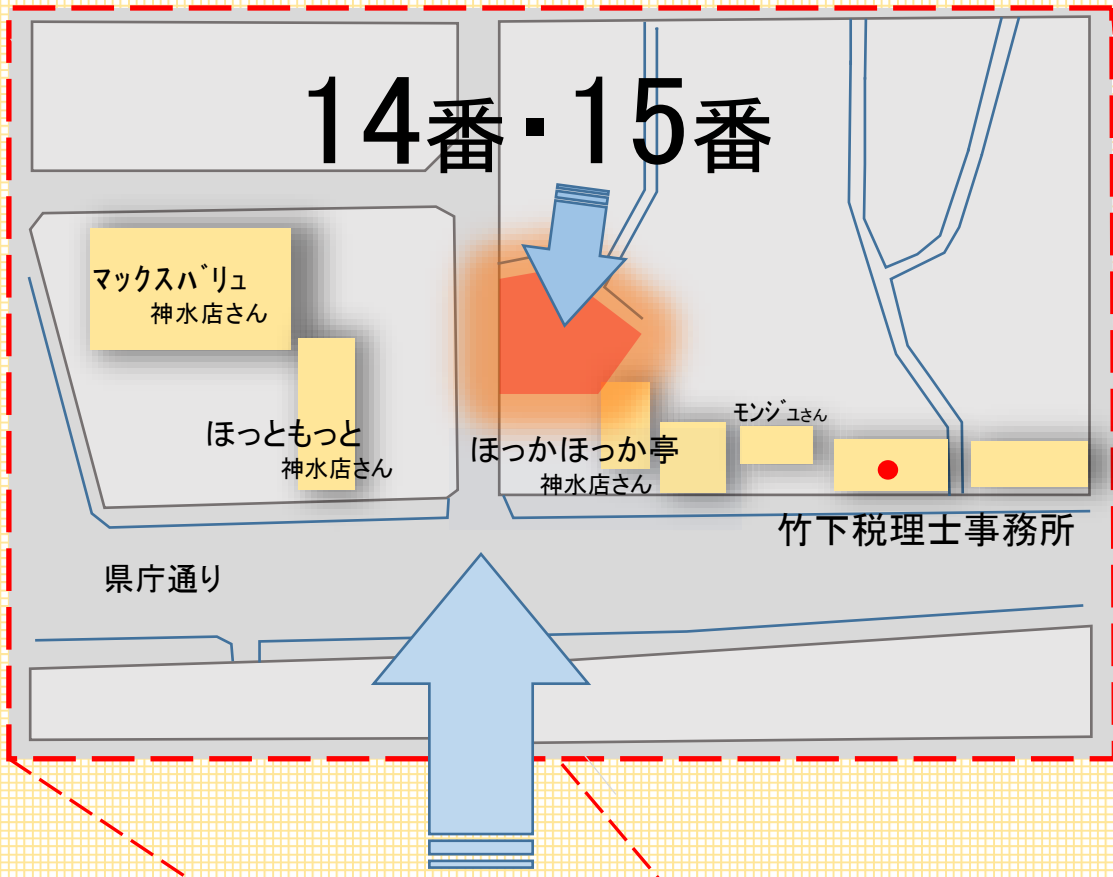 14番・15番
マックスバリュ
神水店さん
ほっともっと
神水店さん
ほっかほっか亭
神水店さん
モンジュさん
竹下税理士事務所
県庁通り